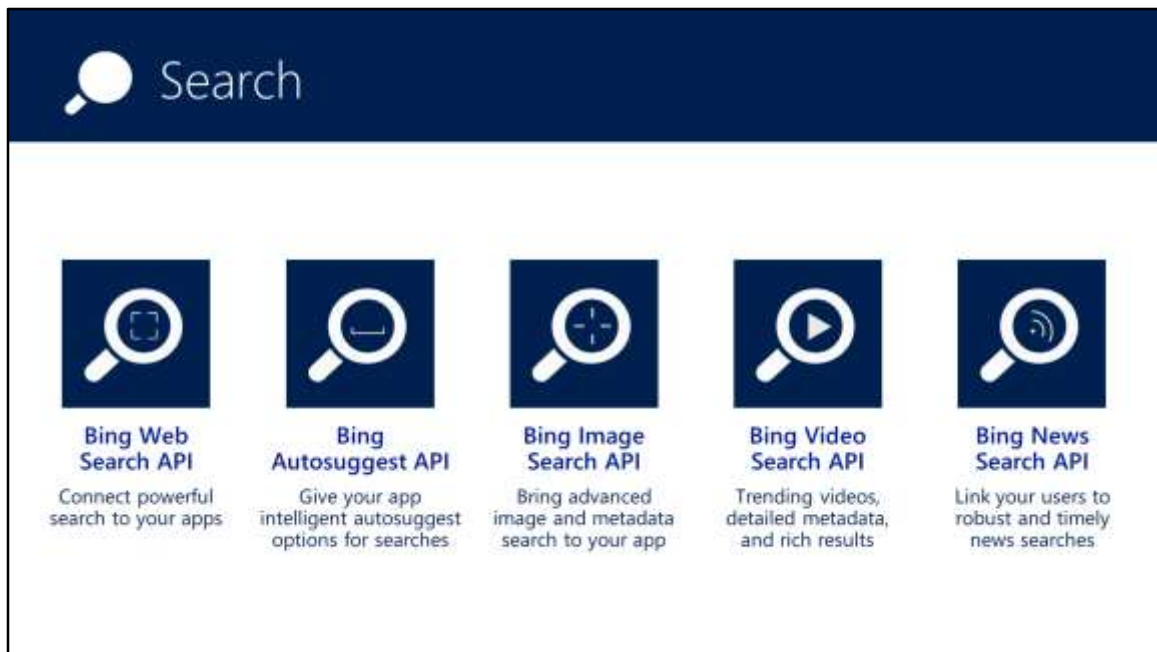 Search
Bing Web
Search API
Connect powerful
search to your apps
Bing
Autosuggest API
Give your app
intelligent autosuggest
options for searches
Bing Image
Search API
Bring advanced
image and metadata
search to your app
Bing Video
Search API
Trending videos,
detailed metadata,
and rich results
Bing News
Search API
Link your users to
robust and timely
news searches